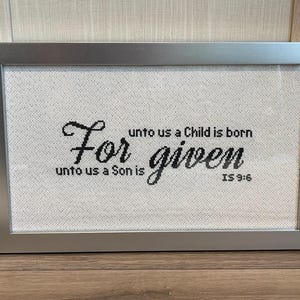 For unto us a Child is born
unto us a Son is given
IS 9:6